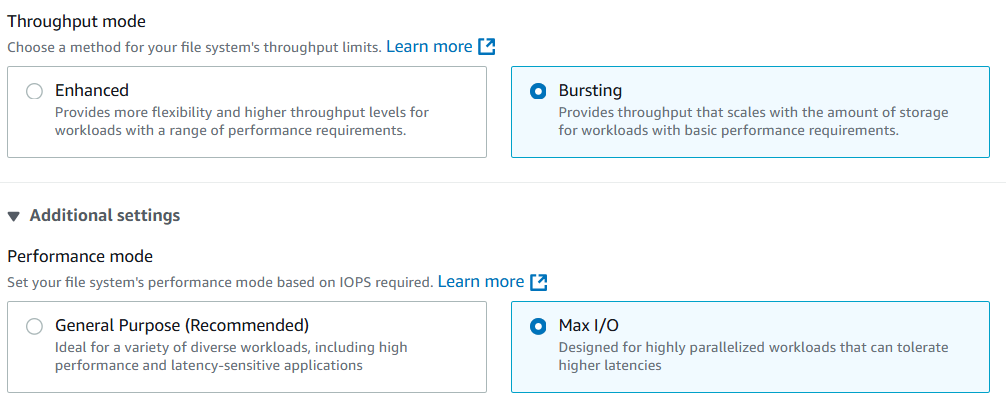 Throughput mode
Choose a method for your file system's throughput limits. Learn more
Enhanced
Provides more flexibility and higher throughput levels for
workloads with a range of performance requirements.
Bursting
Provides throughput that scales with the amount of storage
for workloads with basic performance requirements.
Additional settings
Performance mode
Set your file system's performance mode based on IOPS required. Learn more
General Purpose (Recommended)
Ideal for a variety of diverse workloads, including high
performance and latency-sensitive applications
Max I/O
Designed for highly parallelized workloads that can tolerate
higher latencies